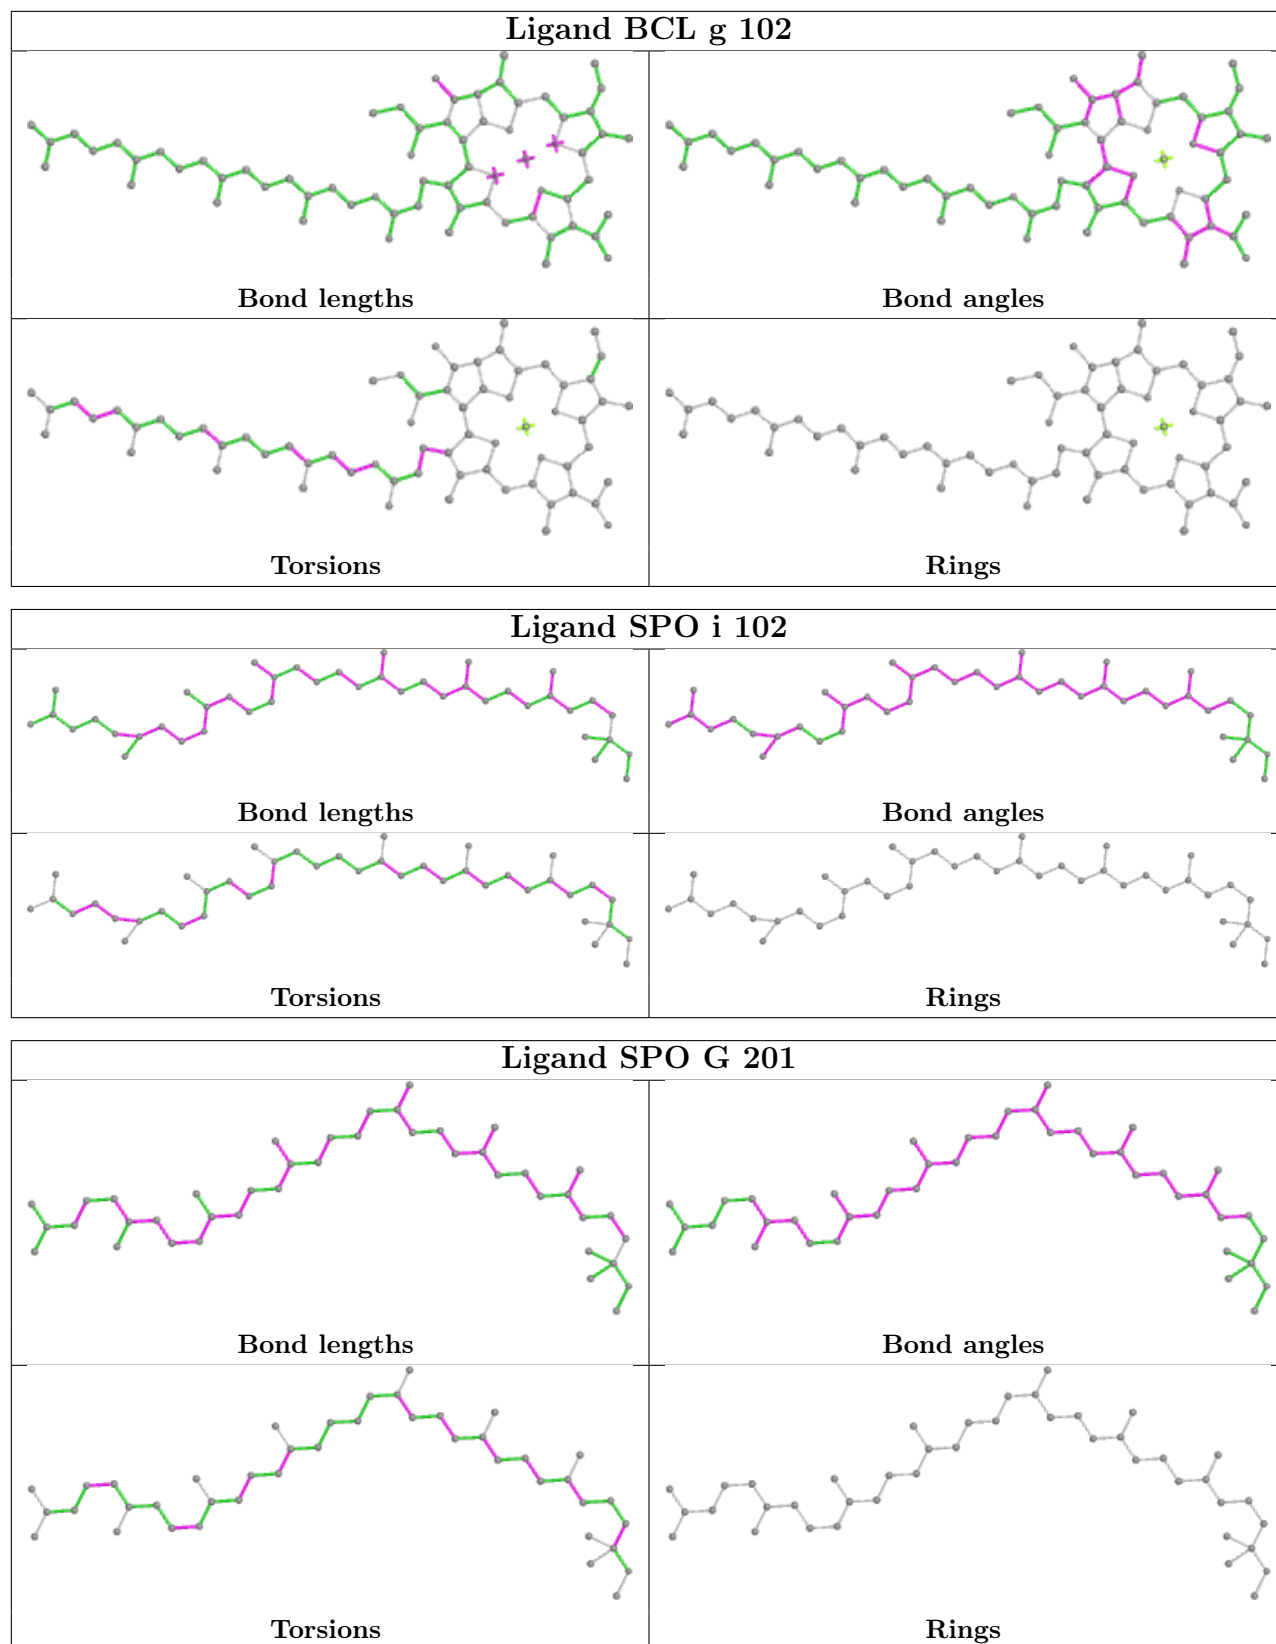 Ligand BCL g 102
Bond lengths
Bond angles
Torsions
Rings
Ligand SPO i 102
Bond lengths
Bond angles
Torsions
Rings
Ligand SPO G 201
Bond lengths
Bond angles
Torsions
Rings